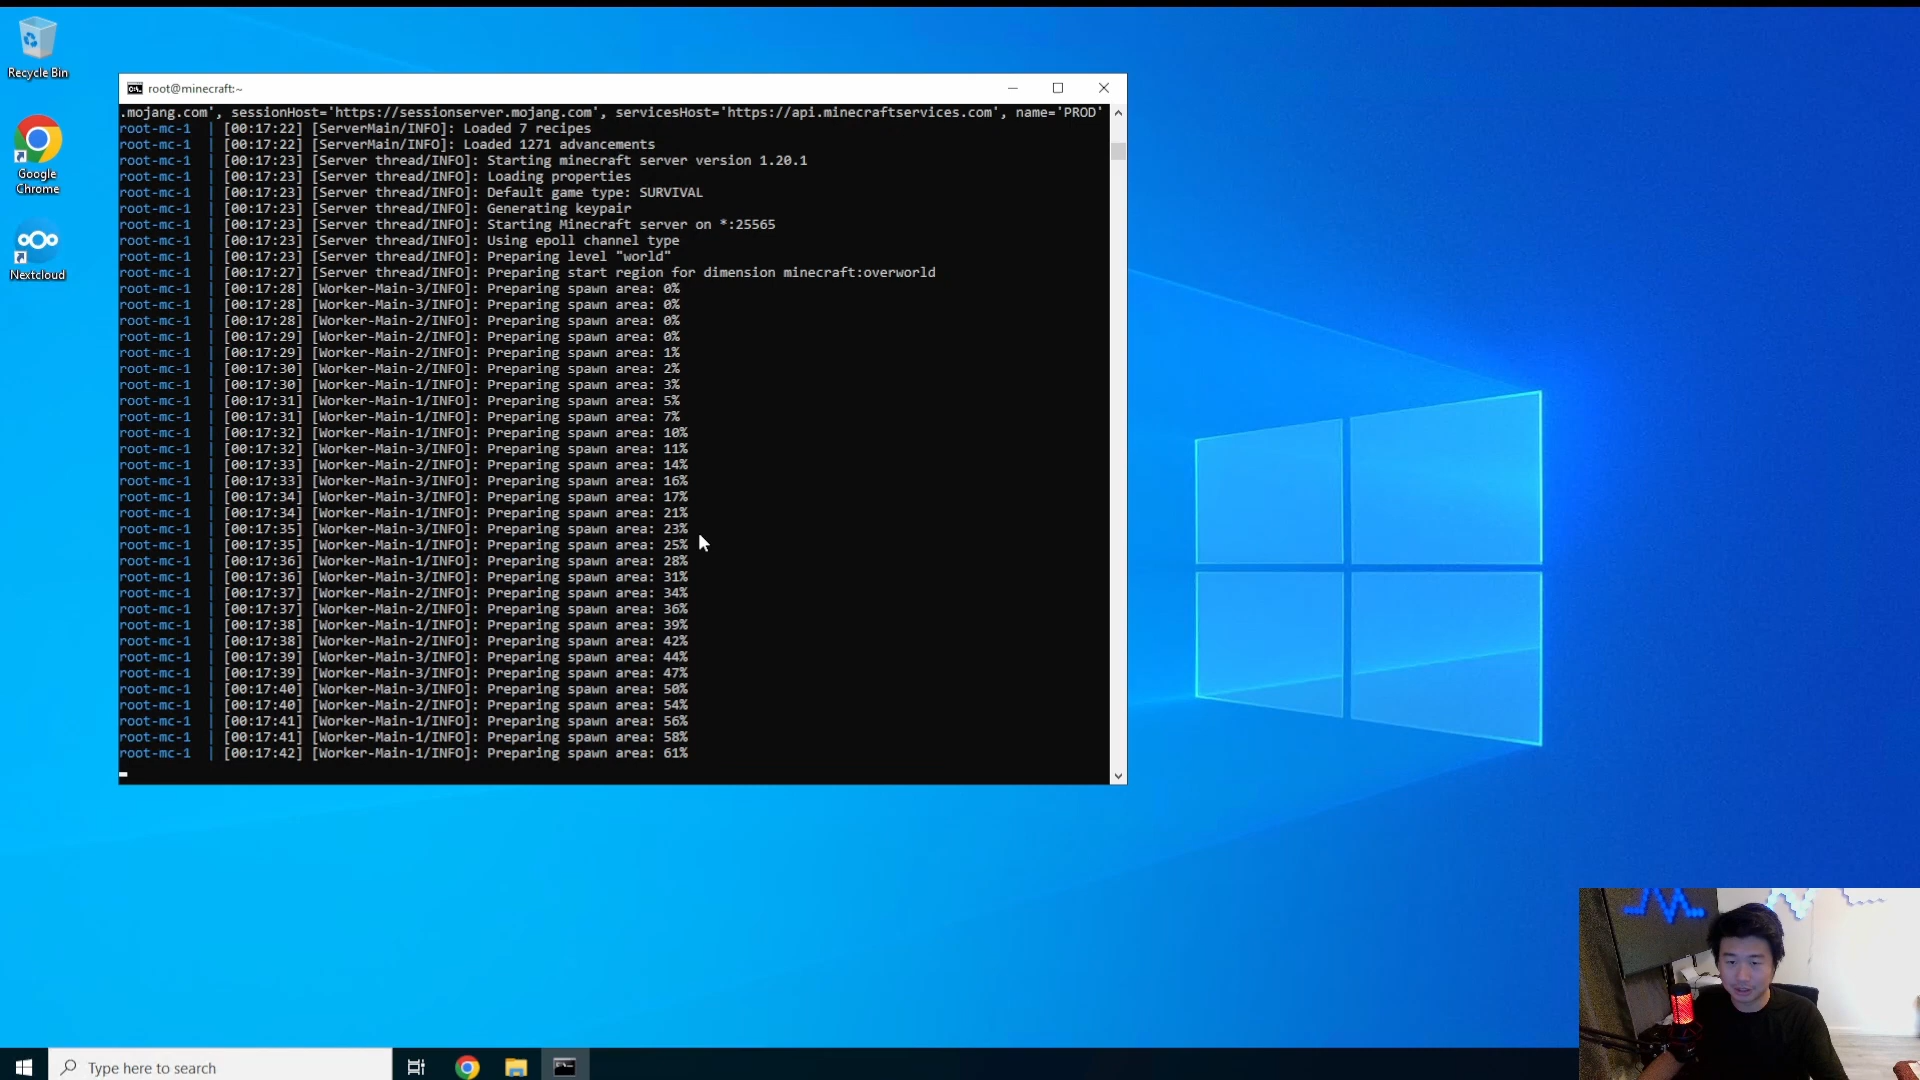 Recycle Bin
Google
Chrome
Nextcloud
root@minecraft:~
.mojang.com', sessionHost='https://sessionserver.mojang.com', servicesHost='https://api.minecraftservices.com', name='PROD'
root-mc-1 | [00:17:22] [ServerMain/INFO]: Loaded 7 recipes
root-mc-1 | [00:17:22] [ServerMain/INFO]: Loaded 1271 advancements
root-mc-1 | [00:17:23] [Server thread/INFO]: Starting minecraft server version 1.20.1
root-mc-1 | [00:17:23] [Server thread/INFO]: Loading properties
root-mc-1 | [00:17:23] [Server thread/INFO]: Default game type: SURVIVAL
root-mc-1 | [00:17:23] [Server thread/INFO]: Generating keypair
root-mc-1 | [00:17:23] [Server thread/INFO]: Starting Minecraft server on *:25565
root-mc-1 | [00:17:23] [Server thread/INFO]: Using epoll channel type
root-mc-1 | [00:17:23] [Server thread/INFO]: Preparing level "world"
root-mc-1 | [00:17:27] [Server thread/INFO]: Preparing start region for dimension minecraft:overworld
root-mc-1 | [00:17:28] [Worker-Main-3/INFO]: Preparing spawn area: 0%
root-mc-1 | [00:17:28] [Worker-Main-3/INFO]: Preparing spawn area: 0%
root-mc-1 | [00:17:28] [Worker-Main-2/INFO]: Preparing spawn area: 0%
root-mc-1 | [00:17:29] [Worker-Main-2/INFO]: Preparing spawn area: 0%
root-mc-1 | [00:17:29] [Worker-Main-2/INFO]: Preparing spawn area: 1%
root-mc-1 | [00:17:30] [Worker-Main-2/INFO]: Preparing spawn area: 2%
root-mc-1 | [00:17:30] [Worker-Main-1/INFO]: Preparing spawn area: 3%
root-mc-1 | [00:17:31] [Worker-Main-1/INFO]: Preparing spawn area: 5%
root-mc-1 | [00:17:31] [Worker-Main-1/INFO]: Preparing spawn area: 7%
root-mc-1 | [00:17:32] [Worker-Main-1/INFO]: Preparing spawn area: 10%
root-mc-1 | [00:17:32] [Worker-Main-3/INFO]: Preparing spawn area: 11%
root-mc-1 | [00:17:33] [Worker-Main-2/INFO]: Preparing spawn area: 14%
root-mc-1 | [00:17:33] [Worker-Main-3/INFO]: Preparing spawn area: 16%
root-mc-1 | [00:17:34] [Worker-Main-3/INFO]: Preparing spawn area: 17%
root-mc-1 | [00:17:34] [Worker-Main-1/INFO]: Preparing spawn area: 21%
root-mc-1 | [00:17:35] [Worker-Main-3/INFO]: Preparing spawn area: 23%
root-mc-1 | [00:17:35] [Worker-Main-1/INFO]: Preparing spawn area: 25%
root-mc-1 | [00:17:36] [Worker-Main-1/INFO]: Preparing spawn area: 28%
root-mc-1 | [00:17:36] [Worker-Main-3/INFO]: Preparing spawn area: 31%
root-mc-1 | [00:17:37] [Worker-Main-2/INFO]: Preparing spawn area: 34%
root-mc-1 | [00:17:37] [Worker-Main-2/INFO]: Preparing spawn area: 36%
root-mc-1 | [00:17:38] [Worker-Main-1/INFO]: Preparing spawn area: 39%
root-mc-1 | [00:17:38] [Worker-Main-2/INFO]: Preparing spawn area: 42%
root-mc-1 | [00:17:39] [Worker-Main-3/INFO]: Preparing spawn area: 44%
root-mc-1 | [00:17:39] [Worker-Main-3/INFO]: Preparing spawn area: 47%
root-mc-1 | [00:17:40] [Worker-Main-3/INFO]: Preparing spawn area: 50%
root-mc-1 | [00:17:40] [Worker-Main-2/INFO]: Preparing spawn area: 54%
root-mc-1 | [00:17:41] [Worker-Main-1/INFO]: Preparing spawn area: 56%
root-mc-1 | [00:17:41] [Worker-Main-1/INFO]: Preparing spawn area: 58%
root-mc-1 | [00:17:42] [Worker-Main-1/INFO]: Preparing spawn area: 61%
Type here to search